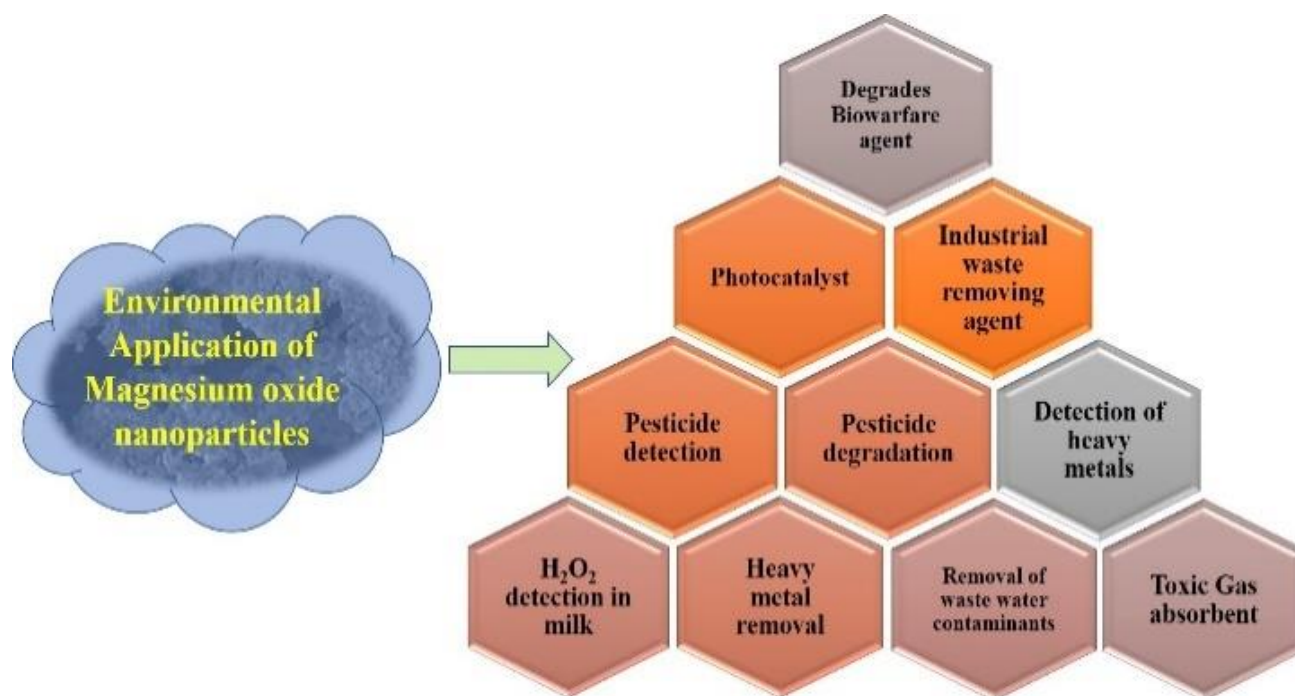 Environmental
Application of
Magnesium oxide
nanoparticles
Degrades
Biowarfare
agent
Photocatalyst
Industrial
waste
removing
agent
Pesticide
detection
Pesticide
degradation
Detection of
heavy
metals
H₂O₂
detection in
milk
Heavy
metal
removal
Removal of
waste water
contaminants
Toxic Gas
absorbent